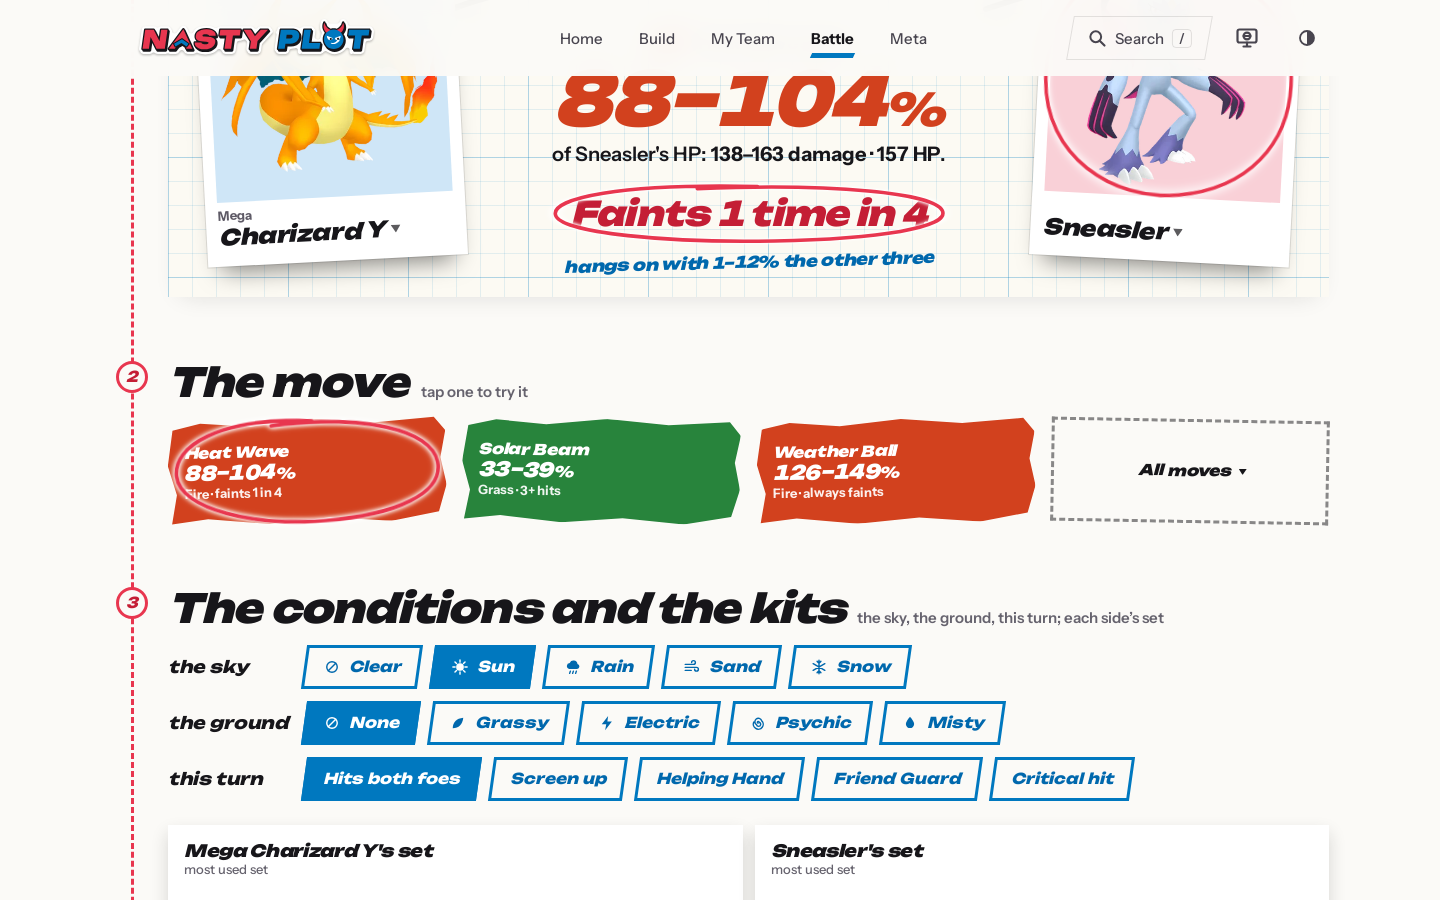 NASTY PLOT
Home
Build
My Team
Battle
Meta
Search /
88–104%
of Sneasler's HP: 138–163 damage · 157 HP.
Faints 1 time in 4
hangs on with 1–12% the other three
Mega
Charizard Y
Sneasler
2
The move tap one to try it
Heat Wave
88–104%
Fire · faints 1 in 4
Solar Beam
33–39%
Grass · 3+ hits
Weather Ball
126–149%
Fire · always faints
All moves
3
The conditions and the kits the sky, the ground, this turn; each side’s set
the sky Clear Sun Rain Sand Snow
the ground None Grassy Electric Psychic Misty
this turn Hits both foes Screen up Helping Hand Friend Guard Critical hit
Mega Charizard Y's set
most used set
Sneasler's set
most used set